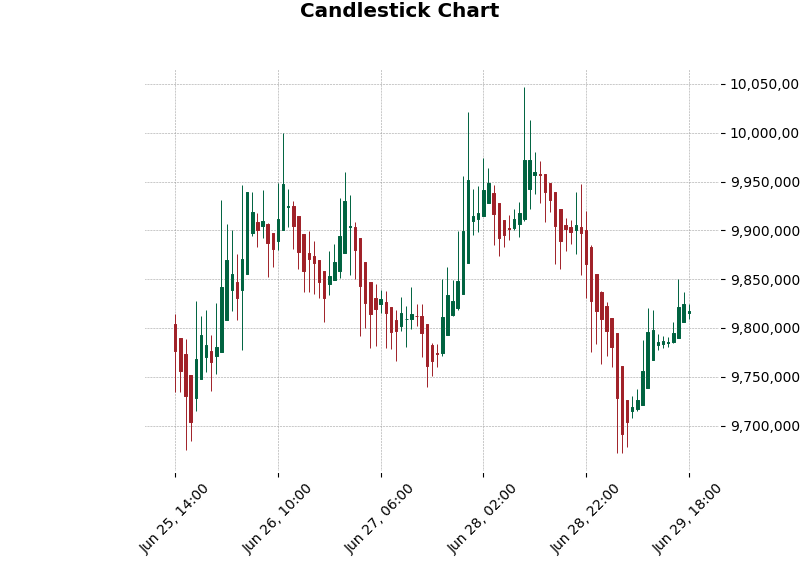 Candlestick Chart
10,050,00
10,000,00
9,950,000
9,900,000
9,850,000
9,800,000
9,750,000
9,700,000
Jun 25, 14:00
Jun 26, 10:00
Jun 27, 06:00
Jun 28, 02:00
Jun 28, 22:00
Jun 29, 18:00